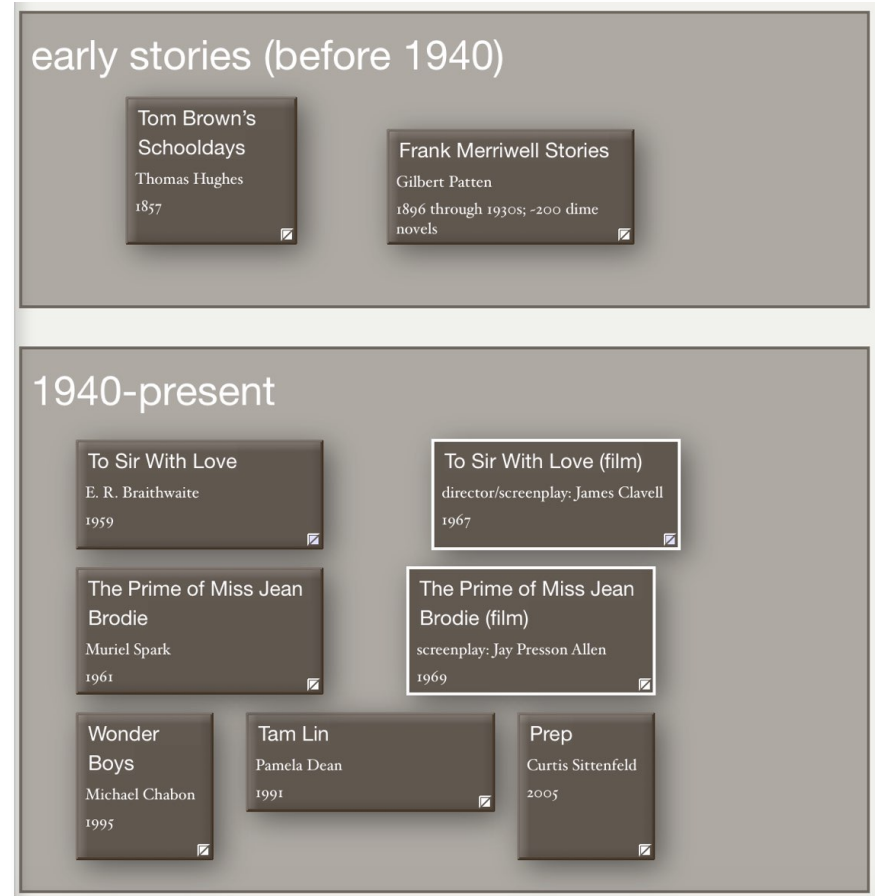 early stories (before 1940)
Tom Brown's
Schooldays
Thomas Hughes
1857
Frank Merriwell Stories
Gilbert Patten
1896 through 1930s; ~200 dime
novels
1940-present
To Sir With Love
E. R. Braithwaite
1959
To Sir With Love (film)
director/screenplay: James Clavell
1967
The Prime of Miss Jean
Brodie
Muriel Spark
1961
The Prime of Miss Jean
Brodie (film)
screenplay: Jay Presson Allen
1969
Wonder
Boys
Michael Chabon
1995
Tam Lin
Pamela Dean
1991
Prep
Curtis Sittenfeld
2005